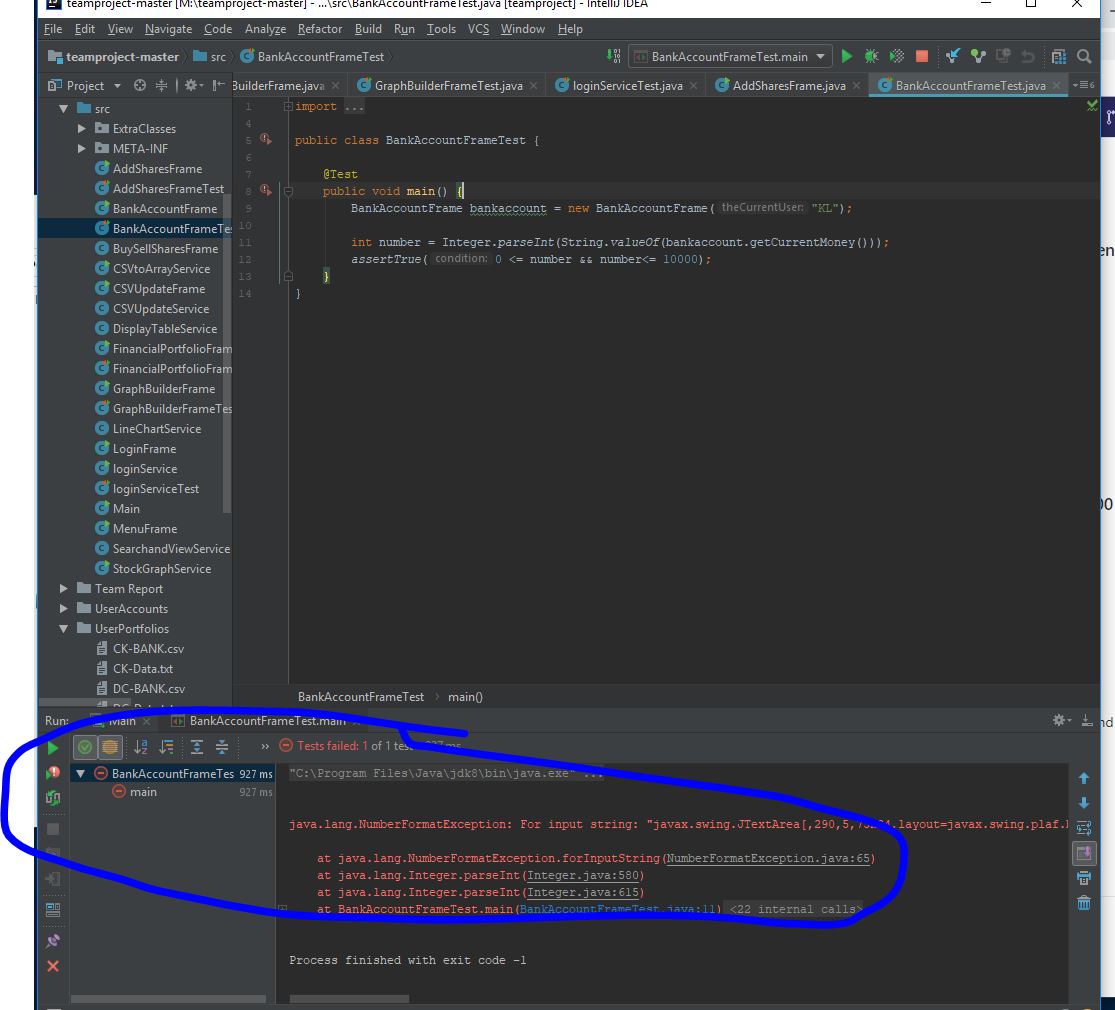 teamproject-master [M:\teamproject-master] - ...\src\BankAccountFrameTest.java [teamproject] - IntelliJ IDEA
File Edit View Navigate Code Analyze Refactor Build Run Tools VCS Window Help
teamproject-master src BankAccountFrameTest BankAccountFrameTest.main
Project BuilderFrame.java GraphBuilderFrameTest.java loginServiceTest.java AddSharesFrame.java BankAccountFrameTest.java
src
ExtraClasses
META-INF
AddSharesFrame
AddSharesFrameTest
BankAccountFrame
BankAccountFrameTes
BuySellSharesFrame
CSVtoArrayService
CSVUpdateFrame
CSVUpdateService
DisplayTableService
FinancialPortfolioFram
FinancialPortfolioFram
GraphBuilderFrame
GraphBuilderFrameTes
LineChartService
LoginFrame
loginService
loginServiceTest
Main
MenuFrame
SearchandViewService
StockGraphService
Team Report
UserAccounts
UserPortfolios
CK-BANK.csv
CK-Data.txt
DC-BANK.csv
1 import ...
4
5 public class BankAccountFrameTest {
6
7 @Test
8 public void main() {
9 BankAccountFrame bankaccount = new BankAccountFrame( theCurrentUser: "KL");
10
11 int number = Integer.parseInt(String.valueOf(bankaccount.getCurrentMoney()));
12 assertTrue( condition: 0 <= number && number<= 10000);
13 }
14 }
BankAccountFrameTest main()
Run: Main BankAccountFrameTest.main
Tests failed: 1 of 1 test
BankAccountFrameTes 927 ms
main 927 ms
"C:\Program Files\Java\jdk8\bin\java.exe" ...
java.lang.NumberFormatException: For input string: "javax.swing.JTextArea[,290,5,
layout=javax.swing.plaf.
at java.lang.NumberFormatException.forInputString(NumberFormatException.java:65)
at java.lang.Integer.parseInt(Integer.java:580)
at java.lang.Integer.parseInt(Integer.java:615)
at BankAccountFrameTest.main(BankAccountFrameTest.java:11) <22 internal calls>
Process finished with exit code -1